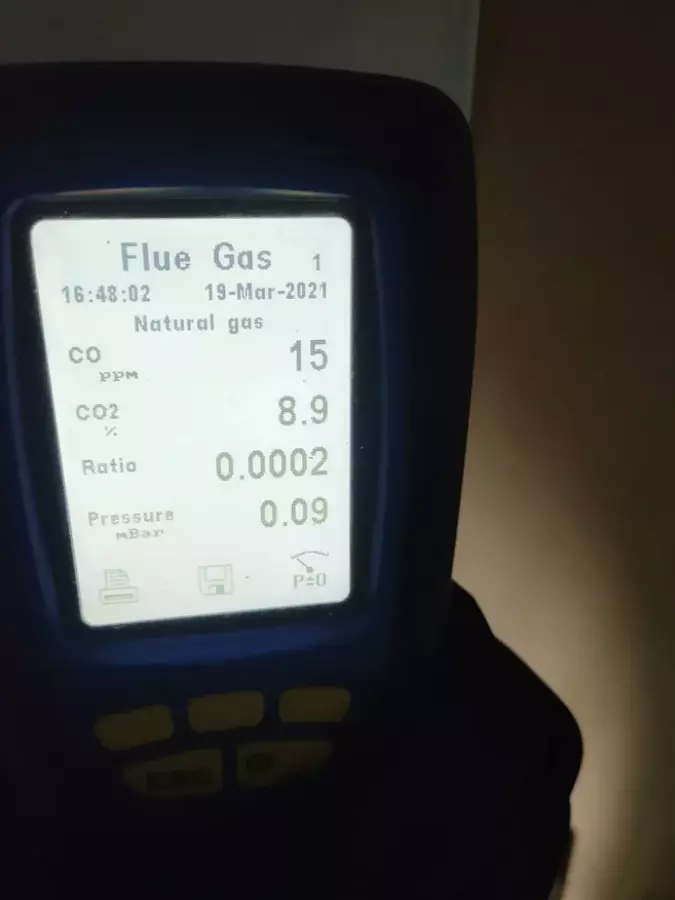 Flue Gas 1
16:48:02 19-Mar-2021
Natural gas
CO 15
PPM
CO2 8.9
%
Ratio 0.0002
Pressure 0.09
mBar
P=0
ESC